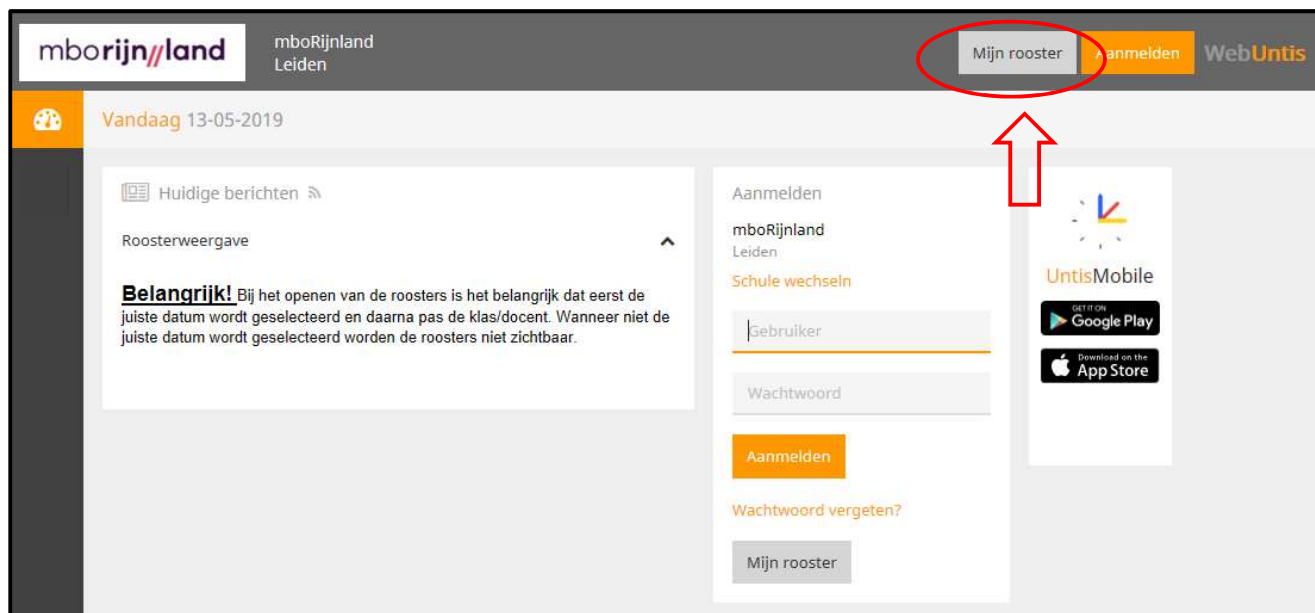 mborijn//land
mboRijnland
Leiden
Mijn rooster
Aanmelden
WebUntis
Vandaag 13-05-2019
Huidige berichten
Roosterweergave
Belangrijk! Bij het openen van de roosters is het belangrijk dat eerst de
juiste datum wordt geselecteerd en daarna pas de klas/docent. Wanneer niet de
juiste datum wordt geselecteerd worden de roosters niet zichtbaar.
Aanmelden
mboRijnland
Leiden
Schule wechseln
Gebruiker
Wachtwoord
Aanmelden
Wachtwoord vergeten?
Mijn rooster
UntisMobile
GET IT ON
Google Play
Download on the
App Store